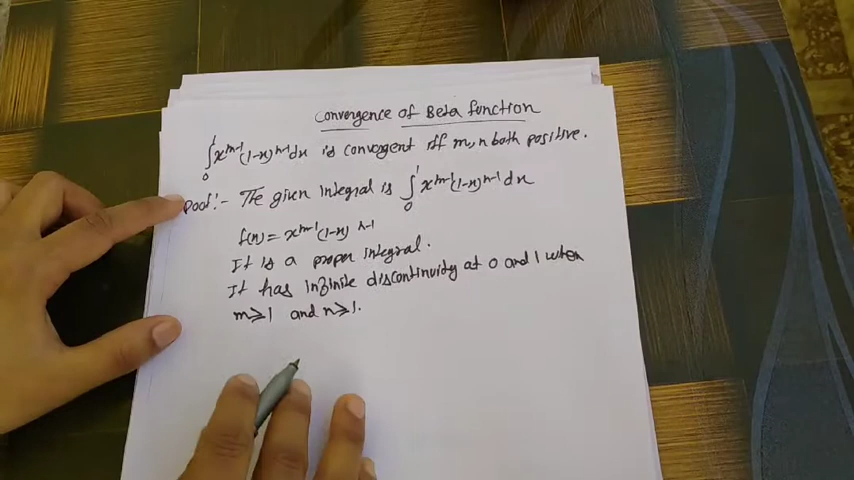 Convergence of Beta function
∫₀¹ x^m-1 (1-x)^n-1 dx is convergent iff m,n both positive.
Poof:- The given integral is ∫₀¹ x^m-1 (1-x)^n-1 dx
f(x) = x^m-1 (1-x)^n-1
It is a proper integral.
It has infinite discontinuity at 0 and 1 when
m≥1 and n≥1.